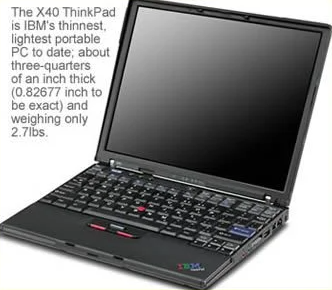 The X40 ThinkPad
is IBM's thinnest,
lightest portable
PC to date; about
three-quarters
of an inch thick
(0.82677 inch to
be exact) and
weighing only
2.7lbs.
IBM